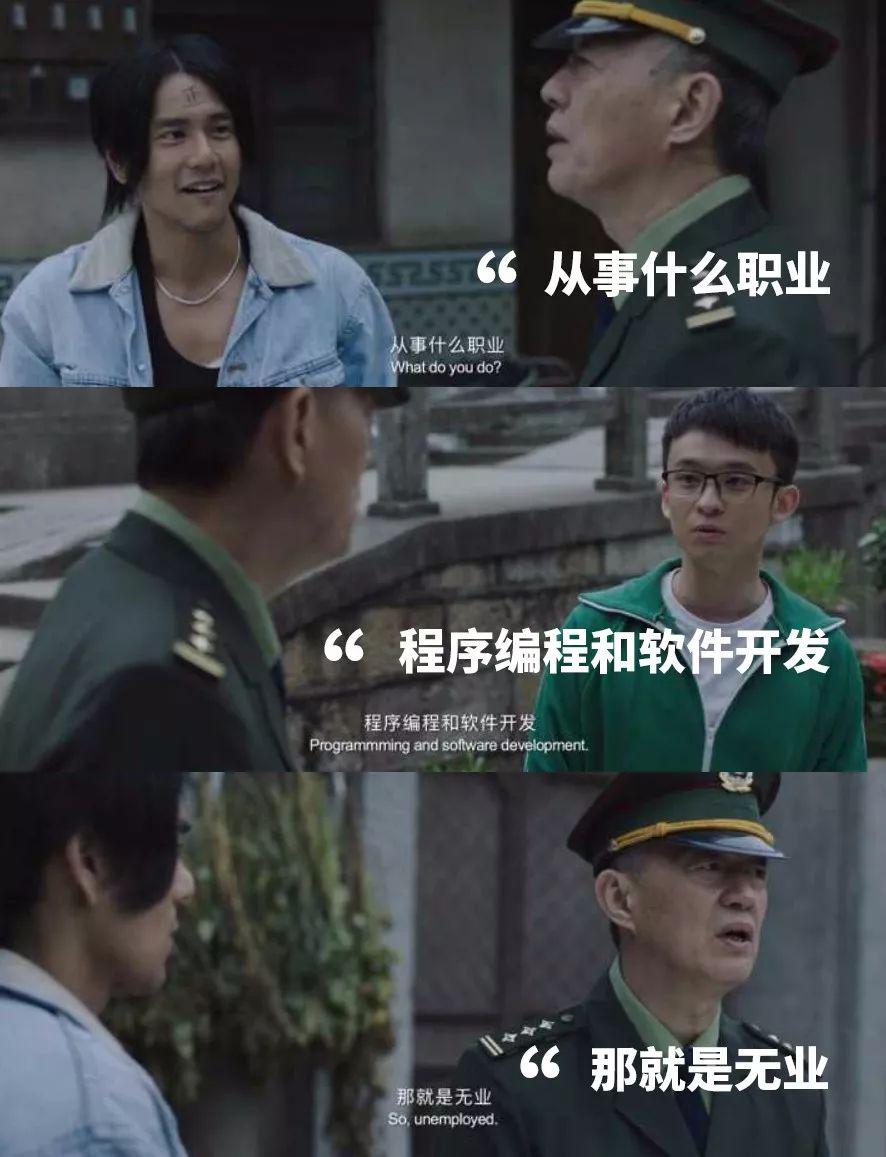 正
“ 从事什么职业
从事什么职业
What do you do?
“ 程序编程和软件开发
程序编程和软件开发
Programmming and software development.
“ 那就是无业
那就是无业
So, unemployed.